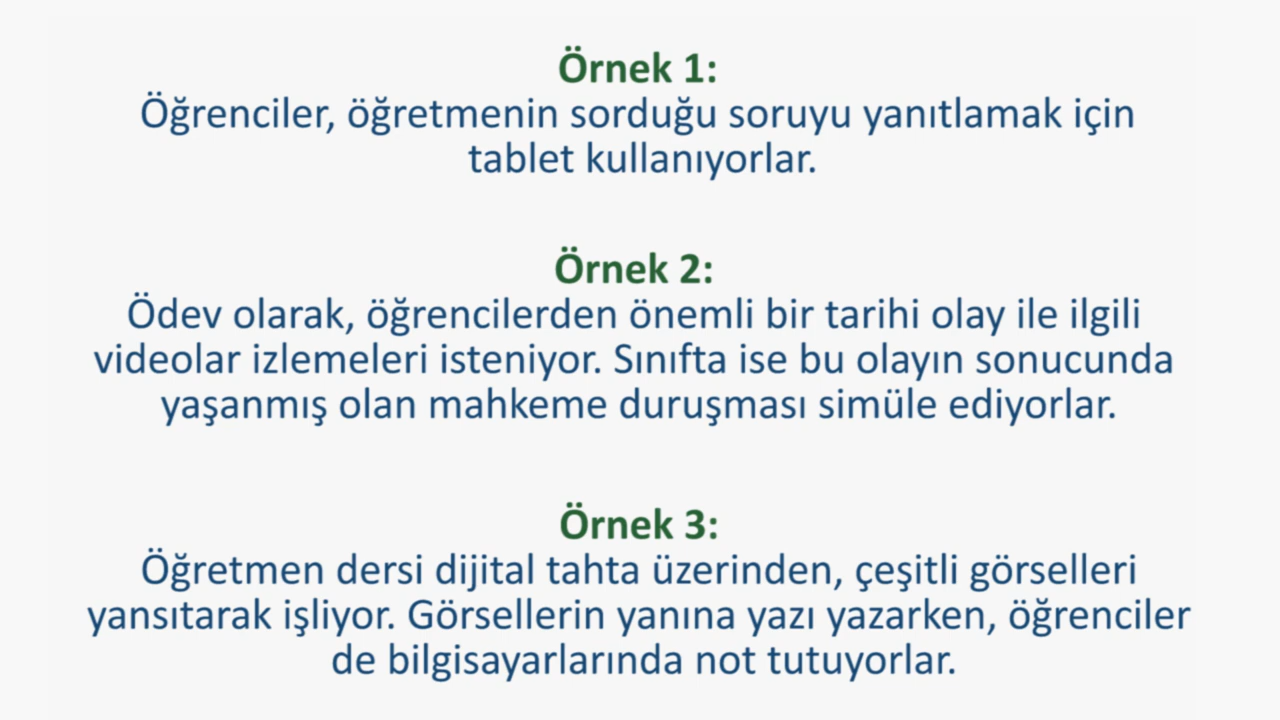 Örnek 1:
Öğrenciler, öğretmenin sorduğu soruyu yanıtlamak için
tablet kullanıyorlar.
Örnek 2:
Ödev olarak, öğrencilerden önemli bir tarihi olay ile ilgili
videolar izlemeleri isteniyor. Sınıfta ise bu olayın sonucunda
yaşanmış olan mahkeme duruşması simüle ediyorlar.
Örnek 3:
Öğretmen dersi dijital tahta üzerinden, çeşitli görselleri
yansıtarak işliyor. Görsellerin yanına yazı yazarken, öğrenciler
de bilgisayarlarında not tutuyorlar.